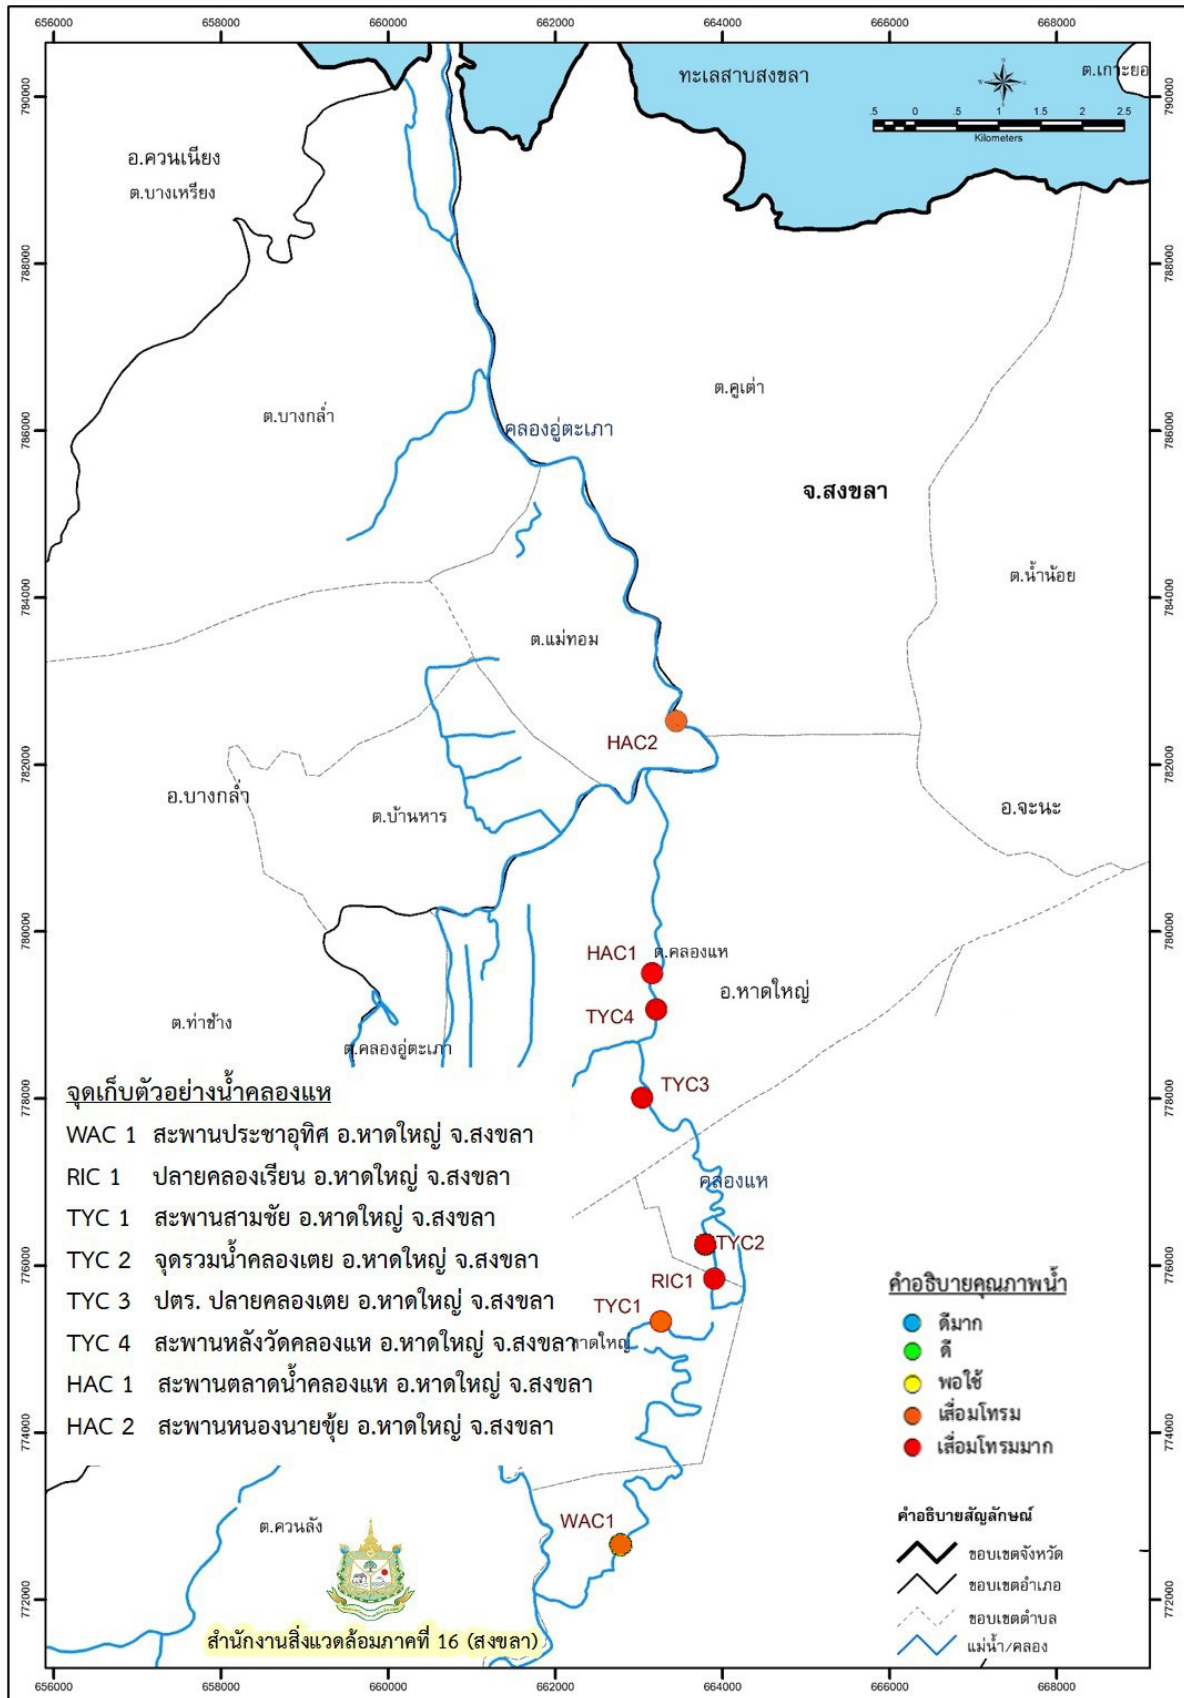 656000 658000 660000 662000 664000 666000 668000
ทะเลสาบสงขลา
ต.เกาะยอ
790000 790000
.5 0 .5 1 1.5 2 2.5
Kilometers
อ.ควนเนียง
ต.บางเหรียง
788000 788000
ต.คูเต่า
ต.บางกล่ำ
คลองอู่ตะเภา
786000 786000
จ.สงขลา
ต.น้ำน้อย
784000 784000
ต.แม่ทอม
HAC2
782000 782000
อ.บางกล่ำ
อ.จะนะ
ต.บ้านหาร
780000 780000
HAC1
ต.คลองแห
อ.หาดใหญ่
TYC4
ต.ท่าช้าง
ต.คลองอู่ตะเภา
TYC3
778000 778000
จุดเก็บตัวอย่างน้ำคลองแห
WAC 1 สะพานประชาอุทิศ อ.หาดใหญ่ จ.สงขลา
RIC 1 ปลายคลองเรียน อ.หาดใหญ่ จ.สงขลา
TYC 1 สะพานสามชัย อ.หาดใหญ่ จ.สงขลา
TYC 2 จุดรวมน้ำคลองเตย อ.หาดใหญ่ จ.สงขลา
TYC 3 ปตร. ปลายคลองเตย อ.หาดใหญ่ จ.สงขลา
TYC 4 สะพานหลังวัดคลองแห อ.หาดใหญ่ จ.สงขลา
HAC 1 สะพานตลาดน้ำคลองแห อ.หาดใหญ่ จ.สงขลา
HAC 2 สะพานหนองนายขุ้ย อ.หาดใหญ่ จ.สงขลา
คลองแห
TYC2
776000 776000
RIC1
TYC1
หาดใหญ่
คำอธิบายคุณภาพน้ำ
ดีมาก
ดี
พอใช้
เสื่อมโทรม
เสื่อมโทรมมาก
774000 774000
WAC1
ต.ควนลัง
คำอธิบายสัญลักษณ์
ขอบเขตจังหวัด
ขอบเขตอำเภอ
ขอบเขตตำบล
แม่น้ำ/คลอง
772000 772000
สำนักงานสิ่งแวดล้อมภาคที่ 16 (สงขลา)
656000 658000 660000 662000 664000 666000 668000